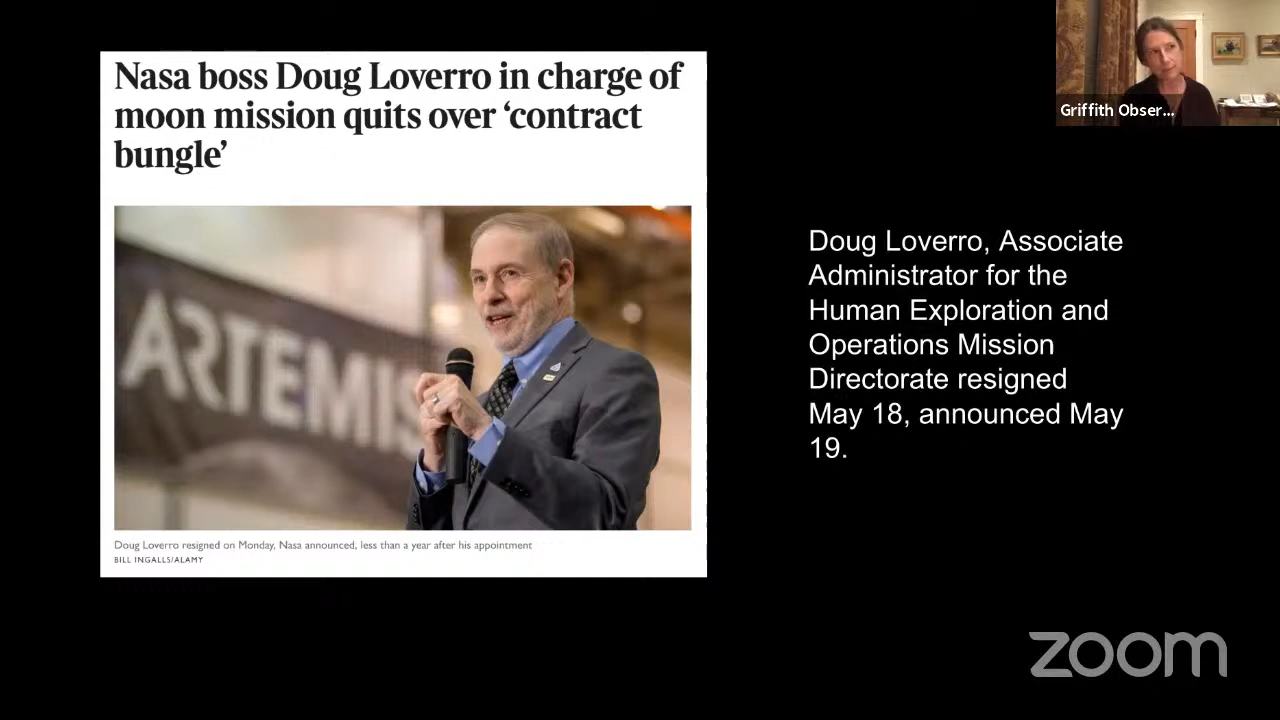 Nasa boss Doug Loverro in charge of
moon mission quits over ‘contract
bungle’
ARTEMIS
Doug Loverro resigned on Monday, Nasa announced, less than a year after his appointment
BILL INGALLS/ALAMY
Griffith Obser...
Doug Loverro, Associate
Administrator for the
Human Exploration and
Operations Mission
Directorate resigned
May 18, announced May
19.
zoom